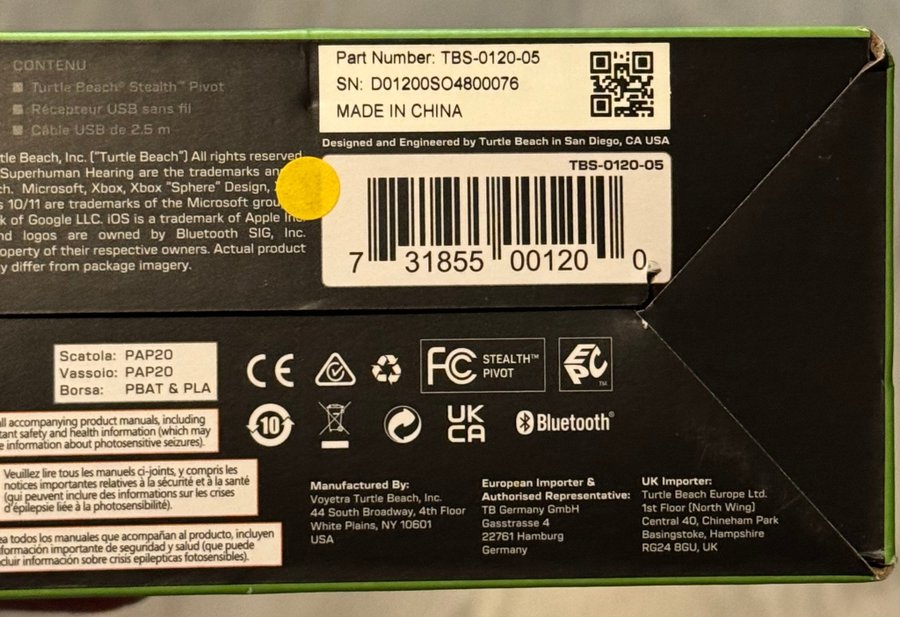 CONTENU
Turtle Beach® Stealth™ Pivot
Récepteur USB sans fil
Câble USB de 2.5 m
tle Beach, Inc. ("Turtle Beach") All rights reserved
Superhuman Hearing are the trademarks an
ch. Microsoft, Xbox, Xbox "Sphere" Design,
s 10/11 are trademarks of the Microsoft grou
k of Google LLC. iOS is a trademark of Apple Inc.
nd logos are owned by Bluetooth SIG, Inc.
operty of their respective owners. Actual product
y differ from package imagery.
Part Number: TBS-0120-05
SN: D01200SO4800076
MADE IN CHINA
Designed and Engineered by Turtle Beach in San Diego, CA USA
TBS-0120-05
7 31855 00120 0
Scatola: PAP20
Vassoio: PAP20
Borsa: PBAT & PLA
CE
FC STEALTH™
PIVOT
EPC™
10
UK
CA
Bluetooth®
all accompanying product manuals, including
tant safety and health information (which may
e information about photosensitive seizures).
Veuillez lire tous les manuels ci-joints, y compris les
notices importantes relatives à la sécurité et à la santé
(qui peuvent inclure des informations sur les crises
d'épilepsie liée à la photosensibilité).
ea todos los manuales que acompañan al producto, incluyen
formación importante de seguridad y salud (que puede
cluir información sobre crisis epilepticas fotosensibles).
Manufactured By:
Voyetra Turtle Beach, Inc.
44 South Broadway, 4th Floor
White Plains, NY 10601
USA
European Importer &
Authorised Representative:
TB Germany GmbH
Gasstrasse 4
22761 Hamburg
Germany
UK Importer:
Turtle Beach Europe Ltd.
1st Floor (North Wing)
Central 40, Chineham Park
Basingstoke, Hampshire
RG24 8GU, UK